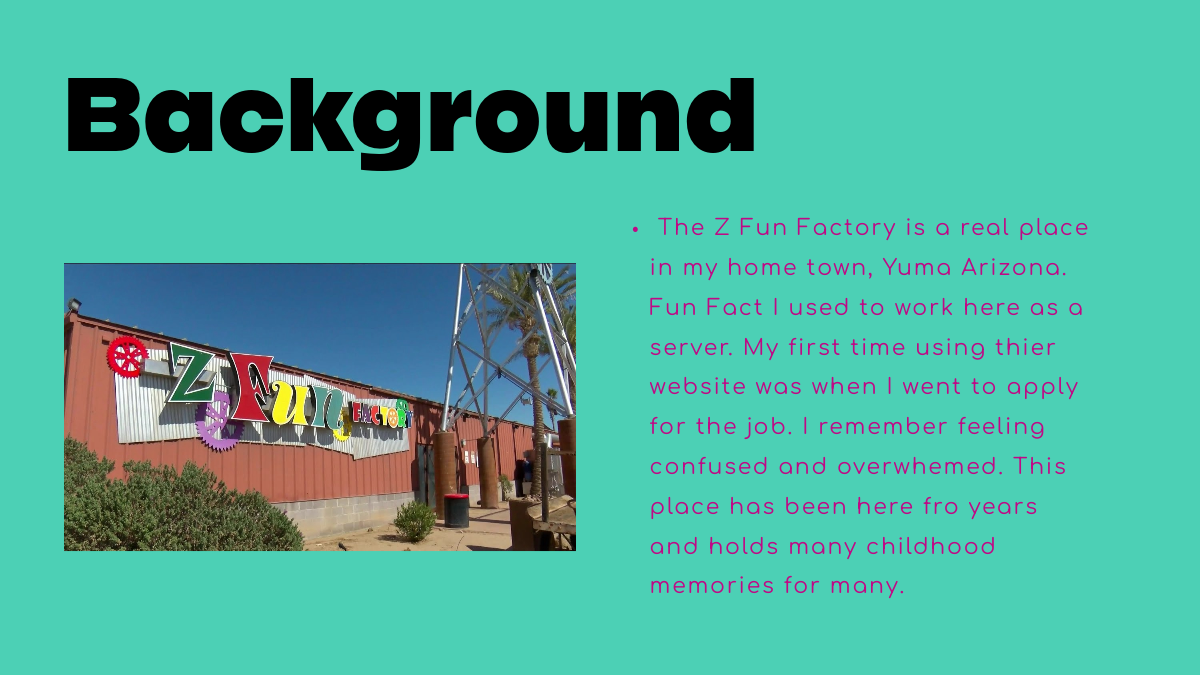 Background
Z Fun FACTORY
• The Z Fun Factory is a real place
in my home town, Yuma Arizona.
Fun Fact I used to work here as a
server. My first time using thier
website was when I went to apply
for the job. I remember feeling
confused and overwhemed. This
place has been here fro years
and holds many childhood
memories for many.